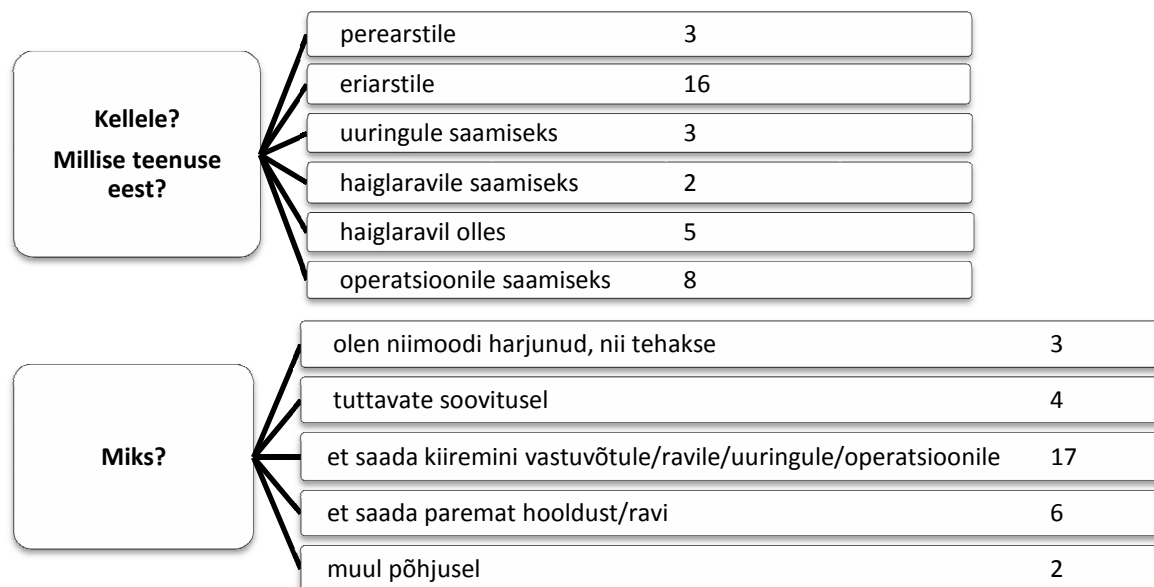 Kellele?
Millise teenuse
eest?
perearstile 3
eriarstile 16
uuringule saamiseks 3
haiglaravile saamiseks 2
haiglaravil olles 5
operatsioonile saamiseks 8
Miks?
olen niimoodi harjunud, nii tehakse 3
tuttavate soovitusel 4
et saada kiiremini vastuvõtule/ravile/uuringule/operatsioonile 17
et saada paremat hooldust/ravi 6
muul põhjusel 2